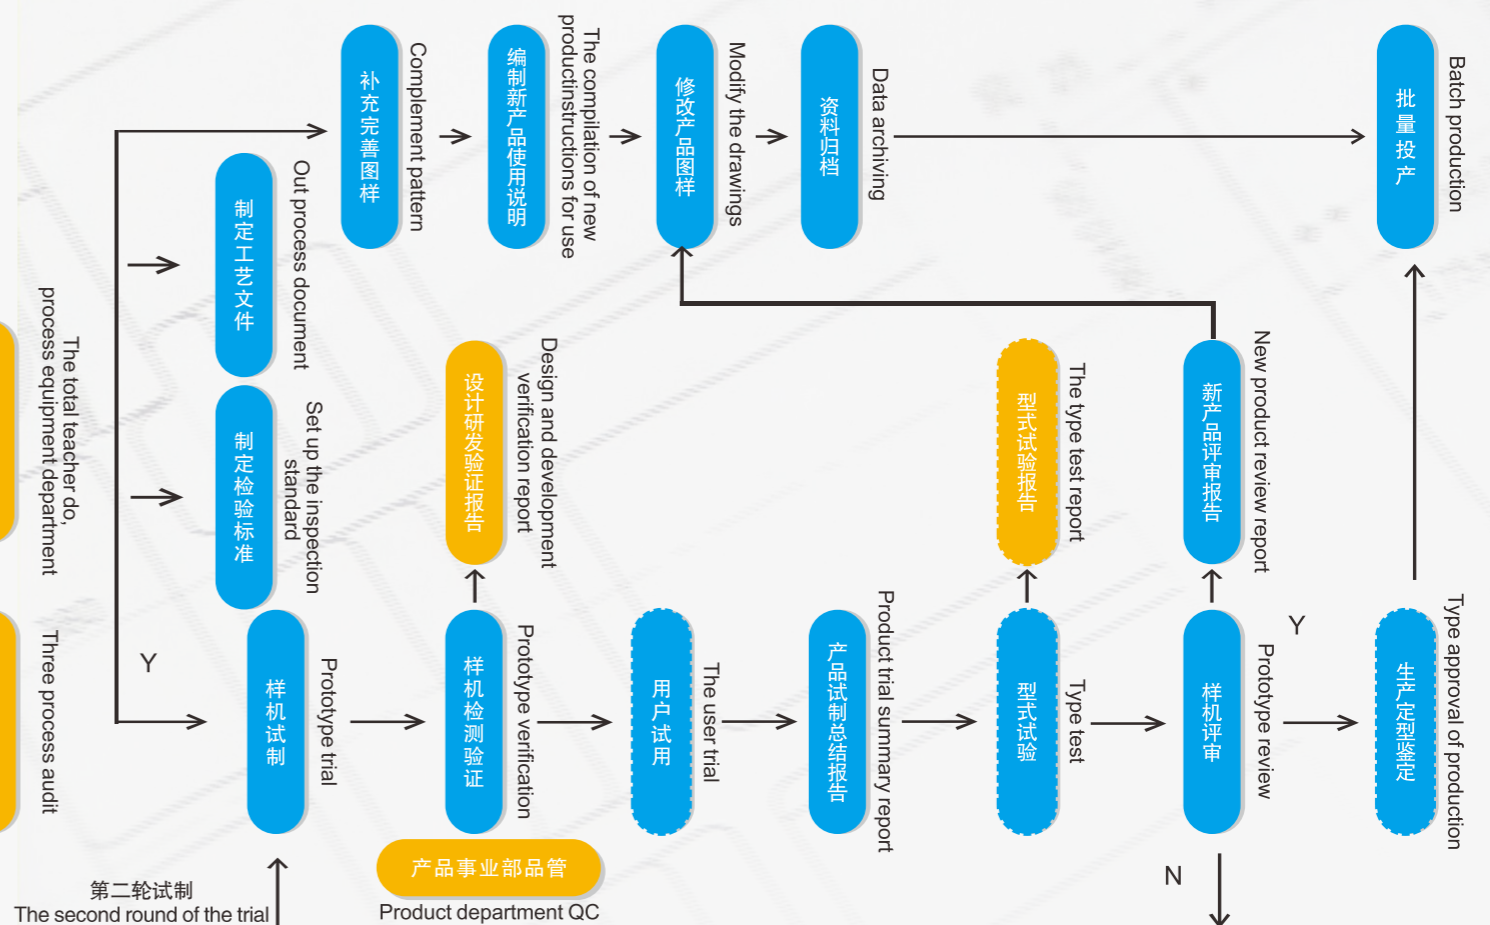 补充完善图样
Complement pattern
编制新产品使用说明
The compilation of new
productinstructions for use
修改产品图样
Modify the drawings
资料归档
Data archiving
批量投产
Batch production
制定工艺文件
Out process document
制定检验标准
Set up the inspection
standard
The total teacher do,
process equipment department
设计研发验证报告
Design and development
verification report
型式试验报告
The type test report
新产品评审报告
New product review report
Three process audit
Y
样机试制
Prototype trial
样机检测验证
Prototype verification
用户试用
The user trial
产品试制总结报告
Product trial summary report
型式试验
Type test
样机评审
Prototype review
Y
生产定型鉴定
Type approval of production
产品事业部品管
Product department QC
第二轮试制
The second round of the trial
N